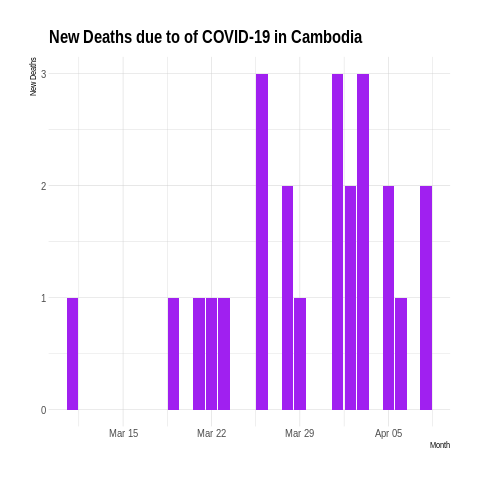 New Deaths due to of COVID-19 in Cambodia
New Deaths
3
2
1
0
Mar 15 Mar 22 Mar 29 Apr 05
Month